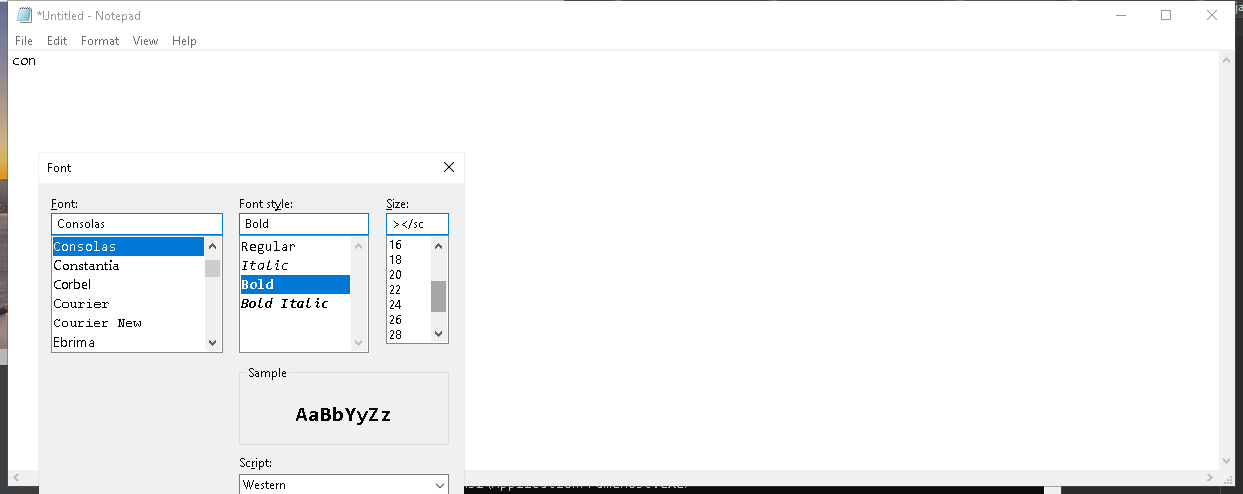 *Untitled - Notepad
File Edit Format View Help
con
Font
Font: Font style: Size:
Consolas Bold ></sc
Consolas Regular 16
Constantia Italic 18
Corbel Bold 20
Courier Bold Italic 22
Courier New 24
Ebrima 26
28
Sample
AaBbYyZz
Script:
Western